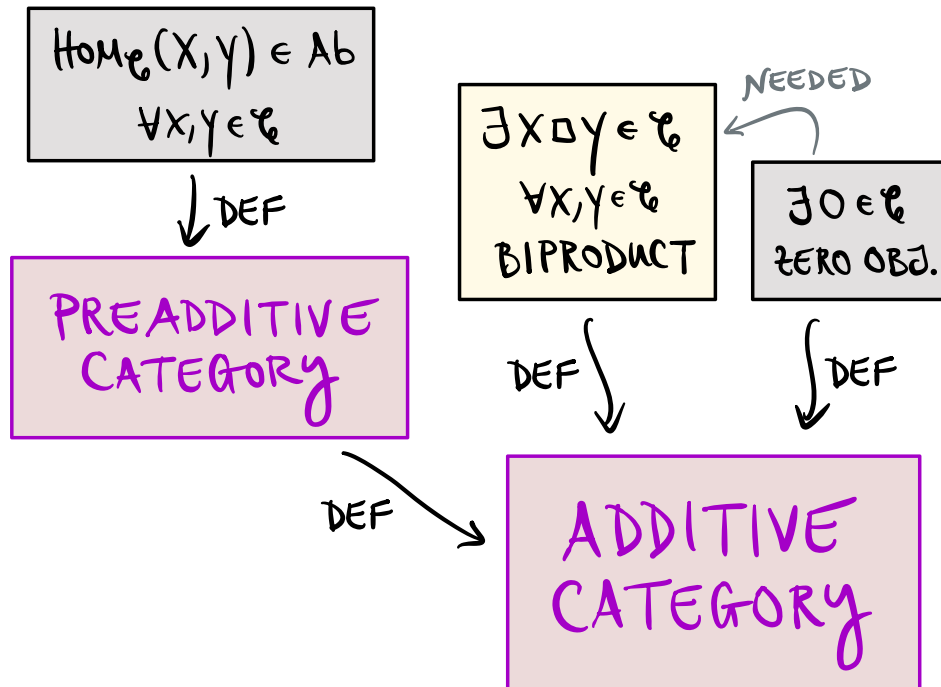 Hom𝒞(X,Y) ∈ Ab
∀X,Y ∈ 𝒞
DEF
PREADDITIVE
CATEGORY
NEEDED
∃X□Y ∈ 𝒞
∀X,Y ∈ 𝒞
BIPRODUCT
∃0 ∈ 𝒞
ZERO OBJ.
DEF
DEF
DEF
ADDITIVE
CATEGORY